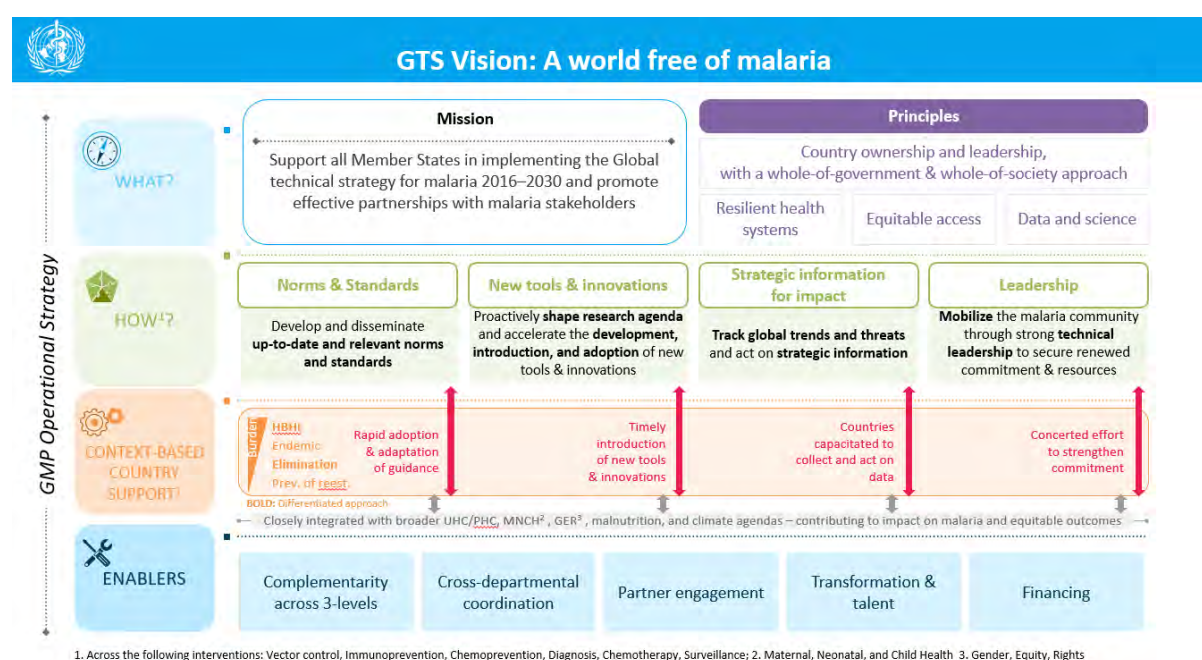 GTS Vision: A world free of malaria
GMP Operational Strategy
WHAT?
Mission
Support all Member States in implementing the Global
technical strategy for malaria 2016–2030 and promote
effective partnerships with malaria stakeholders
Principles
Country ownership and leadership,
with a whole-of-government & whole-of-society approach
Resilient health
systems
Equitable access
Data and science
HOW¹?
Norms & Standards
Develop and disseminate
up-to-date and relevant norms
and standards
New tools & innovations
Proactively shape research agenda
and accelerate the development,
introduction, and adoption of new
tools & innovations
Strategic information
for impact
Track global trends and threats
and act on strategic information
Leadership
Mobilize the malaria community
through strong technical
leadership to secure renewed
commitment & resources
CONTEXT-BASED
COUNTRY
SUPPORT¹
Burden
HBHI
Endemic
Elimination
Prev. of reest.
Rapid adoption
& adaptation
of guidance
Timely
introduction
of new tools
& innovations
Countries
capacitated to
collect and act on
data
Concerted effort
to strengthen
commitment
BOLD: Differentiated approach
Closely integrated with broader UHC/PHC, MNCH² , GER³ , malnutrition, and climate agendas – contributing to impact on malaria and equitable outcomes
ENABLERS
Complementarity
across 3-levels
Cross-departmental
coordination
Partner engagement
Transformation &
talent
Financing
1. Across the following interventions: Vector control, Immunoprevention, Chemoprevention, Diagnosis, Chemotherapy, Surveillance; 2. Maternal, Neonatal, and Child Health 3. Gender, Equity, Rights